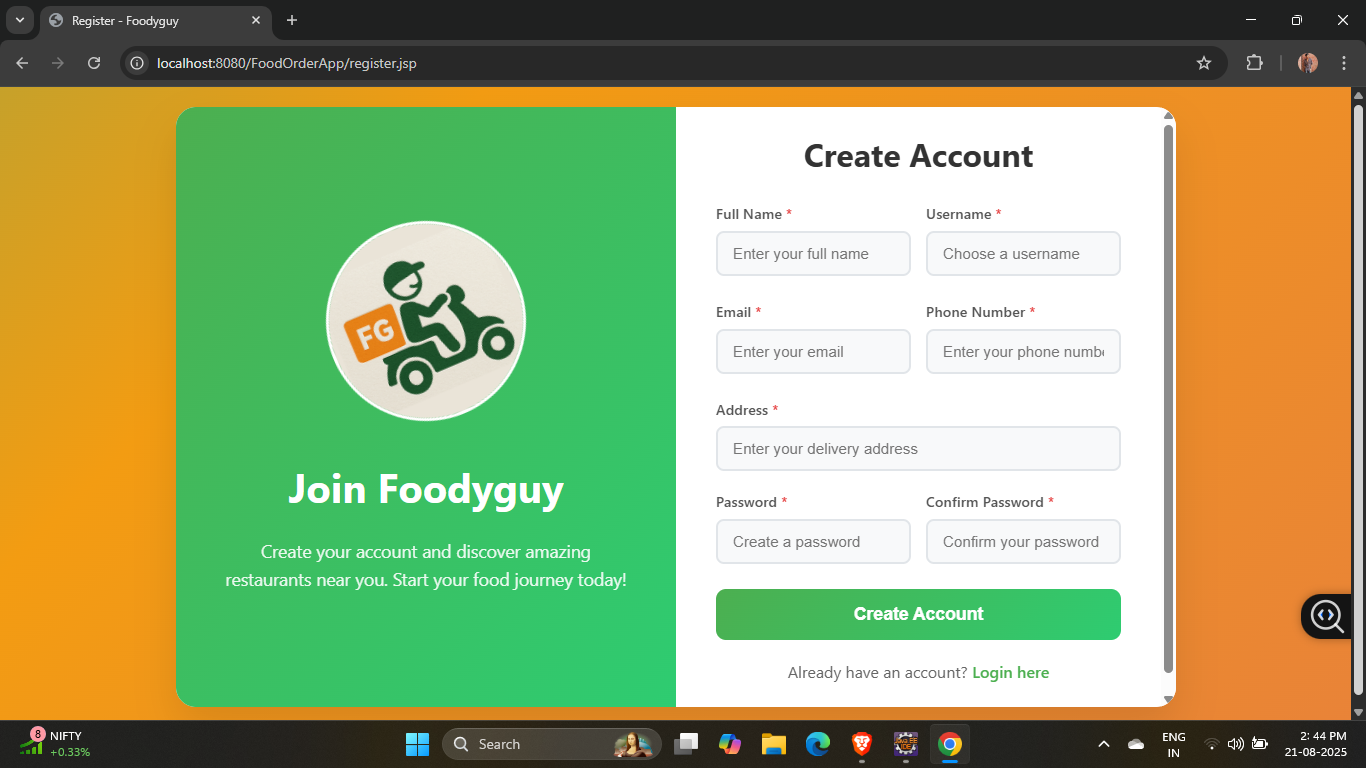 Register - Foodyguy
localhost:8080/FoodOrderApp/register.jsp
FG
Join Foodyguy
Create your account and discover amazing
restaurants near you. Start your food journey today!
Create Account
Full Name *
Username *
Enter your full name
Choose a username
Email *
Phone Number *
Enter your email
Enter your phone numbe
Address *
Enter your delivery address
Password *
Confirm Password *
Create a password
Confirm your password
Create Account
Already have an account? Login here
8
NIFTY
+0.33%
Search
Java EE
IDE
ENG
IN
2:44 PM
21-08-2025